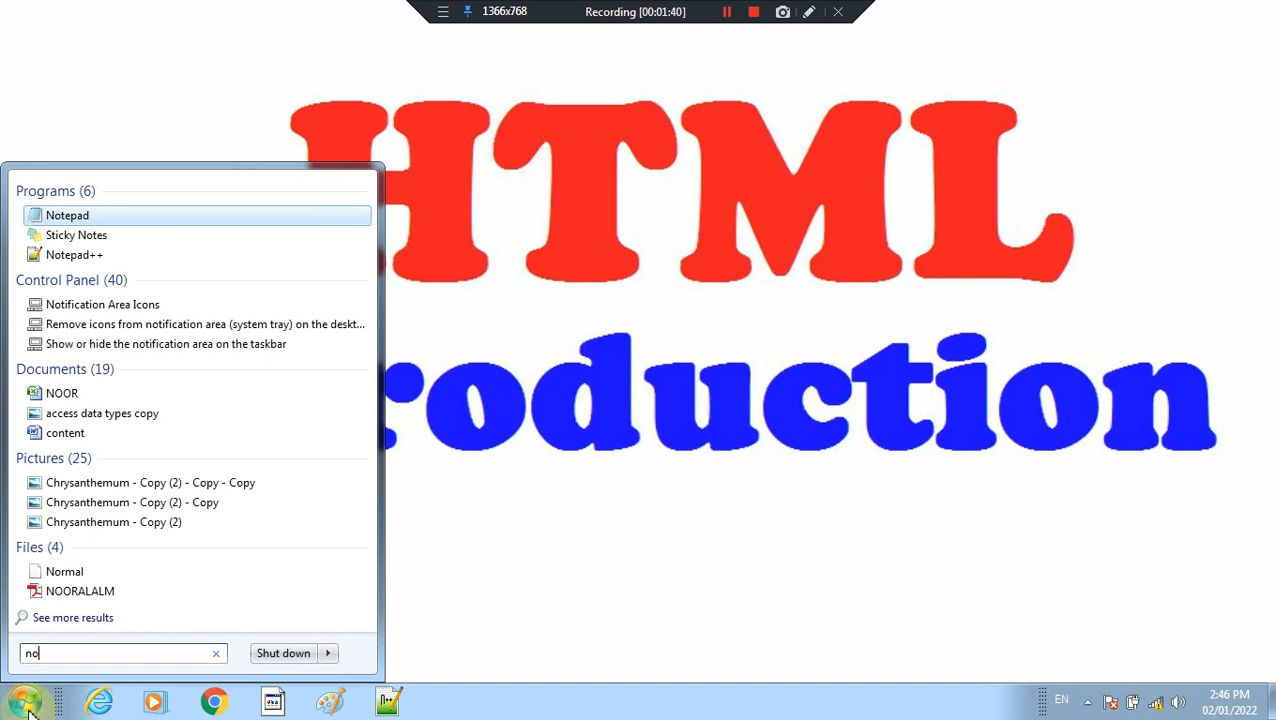 1366x768
Recording [00:01:40]
HTML
roduction
Programs (6)
Notepad
Sticky Notes
Notepad++
Control Panel (40)
Notification Area Icons
Remove icons from notification area (system tray) on the deskt...
Show or hide the notification area on the taskbar
Documents (19)
NOOR
access data types copy
content
Pictures (25)
Chrysanthemum - Copy (2) - Copy - Copy
Chrysanthemum - Copy (2) - Copy
Chrysanthemum - Copy (2)
Files (4)
Normal
NOORALALM
See more results
no
Shut down
EN
2:46 PM
02/01/2022